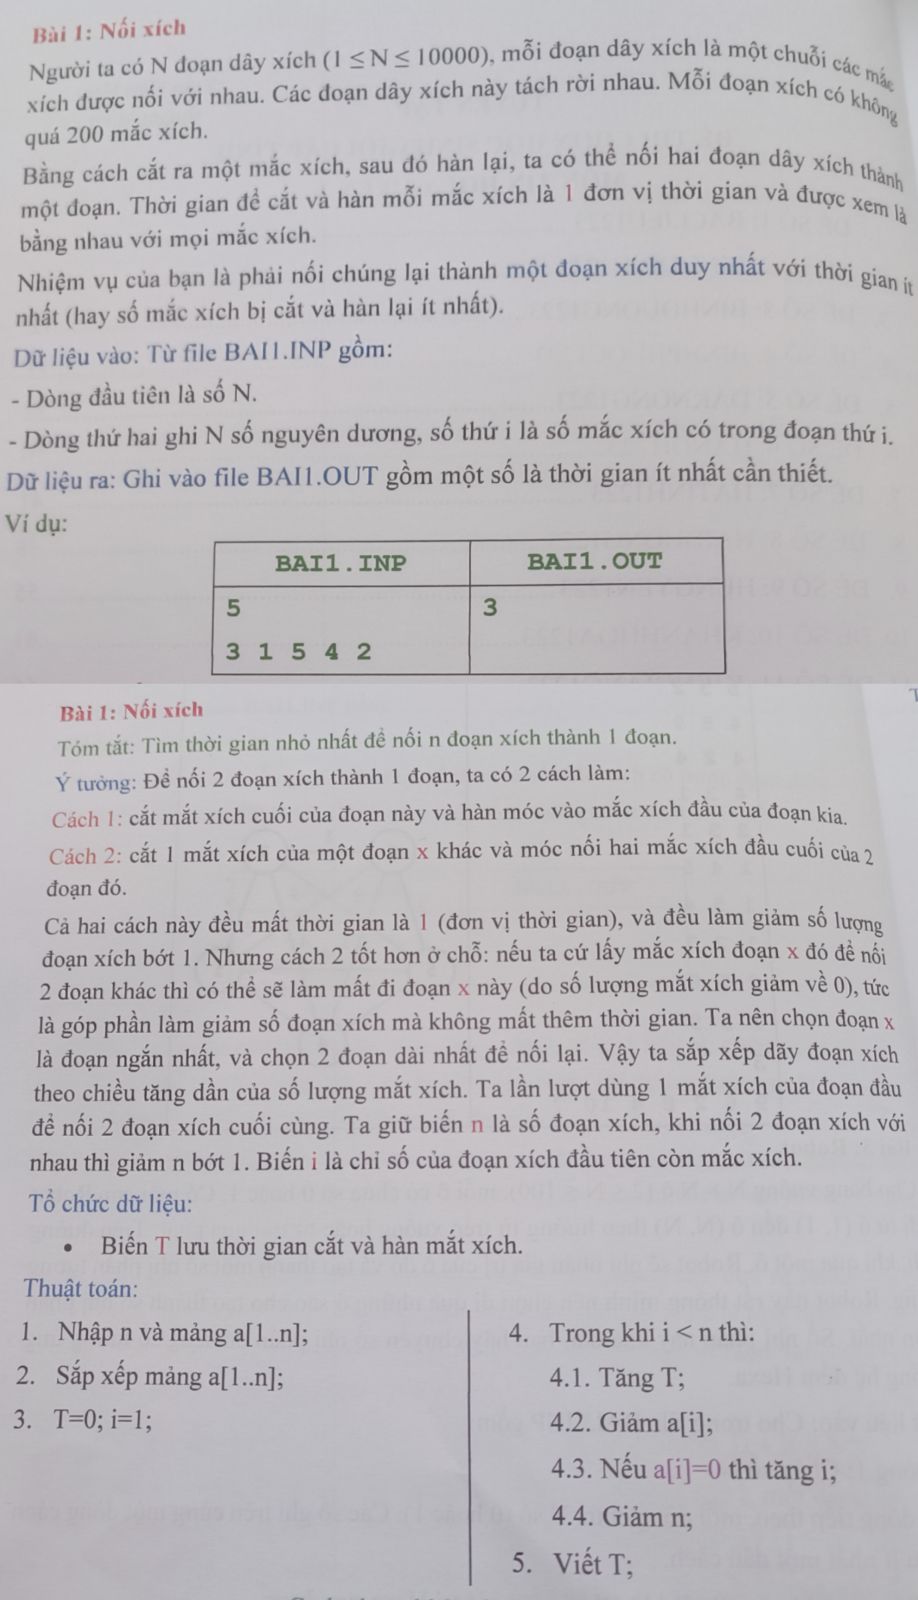 Bài 1: Nối xích
Người ta có N đoạn dây xích (1 ≤ N ≤ 10000), mỗi đoạn dây xích là một chuỗi các mắc
xích được nối với nhau. Các đoạn dây xích này tách rời nhau. Mỗi đoạn xích có không
quá 200 mắc xích.
Bằng cách cắt ra một mắc xích, sau đó hàn lại, ta có thể nối hai đoạn dây xích thành
một đoạn. Thời gian để cắt và hàn mỗi mắc xích là 1 đơn vị thời gian và được xem là
bằng nhau với mọi mắc xích.
Nhiệm vụ của bạn là phải nối chúng lại thành một đoạn xích duy nhất với thời gian ít
nhất (hay số mắc xích bị cắt và hàn lại ít nhất).
Dữ liệu vào: Từ file BAI1.INP gồm:
- Dòng đầu tiên là số N.
- Dòng thứ hai ghi N số nguyên dương, số thứ i là số mắc xích có trong đoạn thứ i.
Dữ liệu ra: Ghi vào file BAI1.OUT gồm một số là thời gian ít nhất cần thiết.
Ví dụ:
BAI1.INP BAI1.OUT
5 3
3 1 5 4 2
Bài 1: Nối xích
Tóm tắt: Tìm thời gian nhỏ nhất để nối n đoạn xích thành 1 đoạn.
Ý tưởng: Để nối 2 đoạn xích thành 1 đoạn, ta có 2 cách làm:
Cách 1: cắt mắt xích cuối của đoạn này và hàn móc vào mắc xích đầu của đoạn kia.
Cách 2: cắt 1 mắt xích của một đoạn x khác và móc nối hai mắc xích đầu cuối của 2
đoạn đó.
Cả hai cách này đều mất thời gian là 1 (đơn vị thời gian), và đều làm giảm số lượng
đoạn xích bớt 1. Nhưng cách 2 tốt hơn ở chỗ: nếu ta cứ lấy mắc xích đoạn x đó để nối
2 đoạn khác thì có thể sẽ làm mất đi đoạn x này (do số lượng mắt xích giảm về 0), tức
là góp phần làm giảm số đoạn xích mà không mất thêm thời gian. Ta nên chọn đoạn x
là đoạn ngắn nhất, và chọn 2 đoạn dài nhất để nối lại. Vậy ta sắp xếp dãy đoạn xích
theo chiều tăng dần của số lượng mắt xích. Ta lần lượt dùng 1 mắt xích của đoạn đầu
để nối 2 đoạn xích cuối cùng. Ta giữ biến n là số đoạn xích, khi nối 2 đoạn xích với
nhau thì giảm n bớt 1. Biến i là chỉ số của đoạn xích đầu tiên còn mắc xích.
Tổ chức dữ liệu:
• Biến T lưu thời gian cắt và hàn mắt xích.
Thuật toán:
1. Nhập n và mảng a[1..n];
2. Sắp xếp mảng a[1..n];
3. T=0; i=1;
4. Trong khi i < n thì:
4.1. Tăng T;
4.2. Giảm a[i];
4.3. Nếu a[i]=0 thì tăng i;
4.4. Giảm n;
5. Viết T;